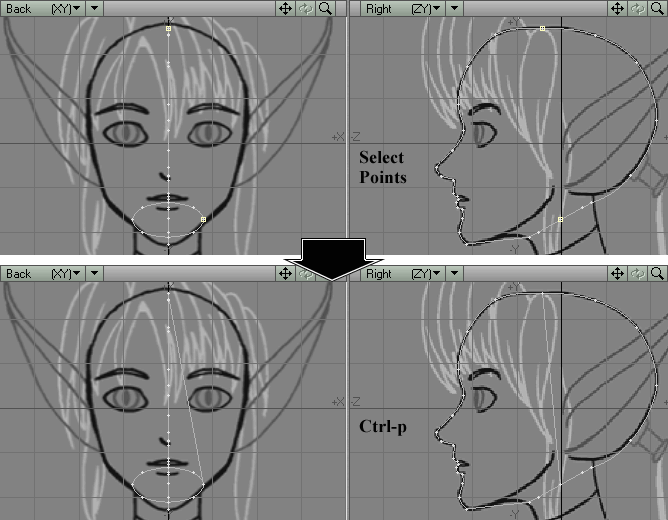 Back (XY)
Right (ZY)
+Y
+X
-Z
Select
Points
-Y
Back (XY)
Right (ZY)
+Y
+X
-Z
Ctrl-p
-Y